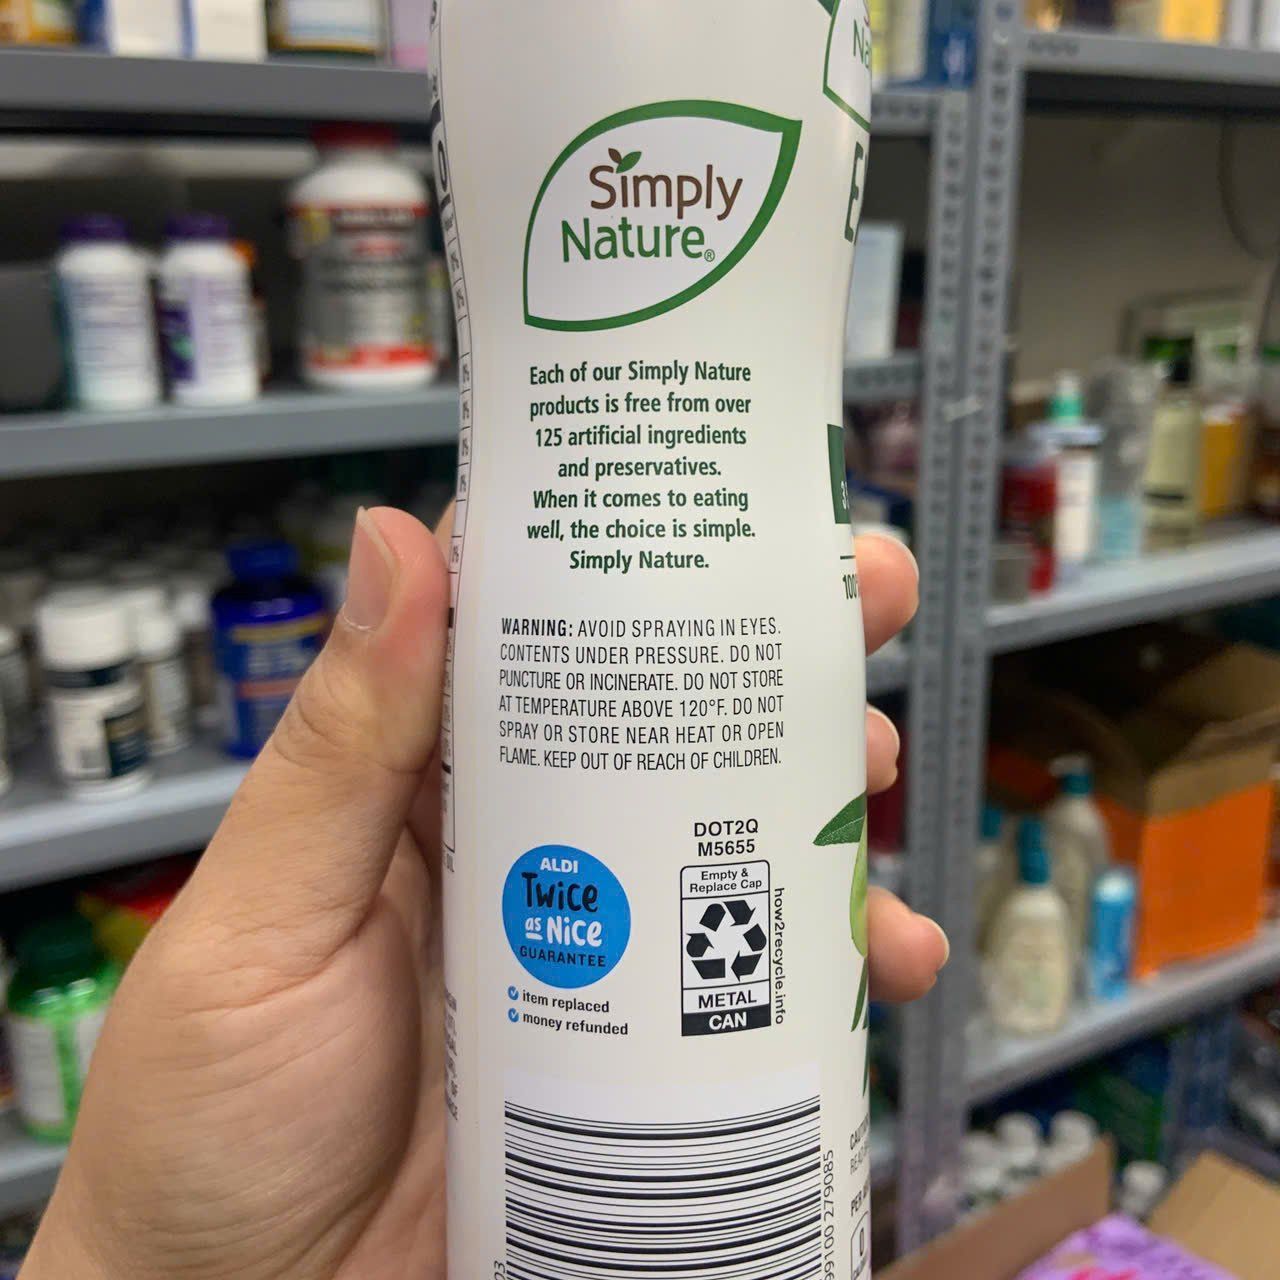 Simply
Nature®
Each of our Simply Nature
products is free from over
125 artificial ingredients
and preservatives.
When it comes to eating
well, the choice is simple.
Simply Nature.
WARNING: AVOID SPRAYING IN EYES.
CONTENTS UNDER PRESSURE. DO NOT
PUNCTURE OR INCINERATE. DO NOT STORE
AT TEMPERATURE ABOVE 120°F. DO NOT
SPRAY OR STORE NEAR HEAT OR OPEN
FLAME. KEEP OUT OF REACH OF CHILDREN.
DOT2Q
M5655
ALDI
Twice
as Nice
GUARANTEE
item replaced
money refunded
Empty &
Replace Cap
METAL
CAN
how2recycle.info
99100 279085